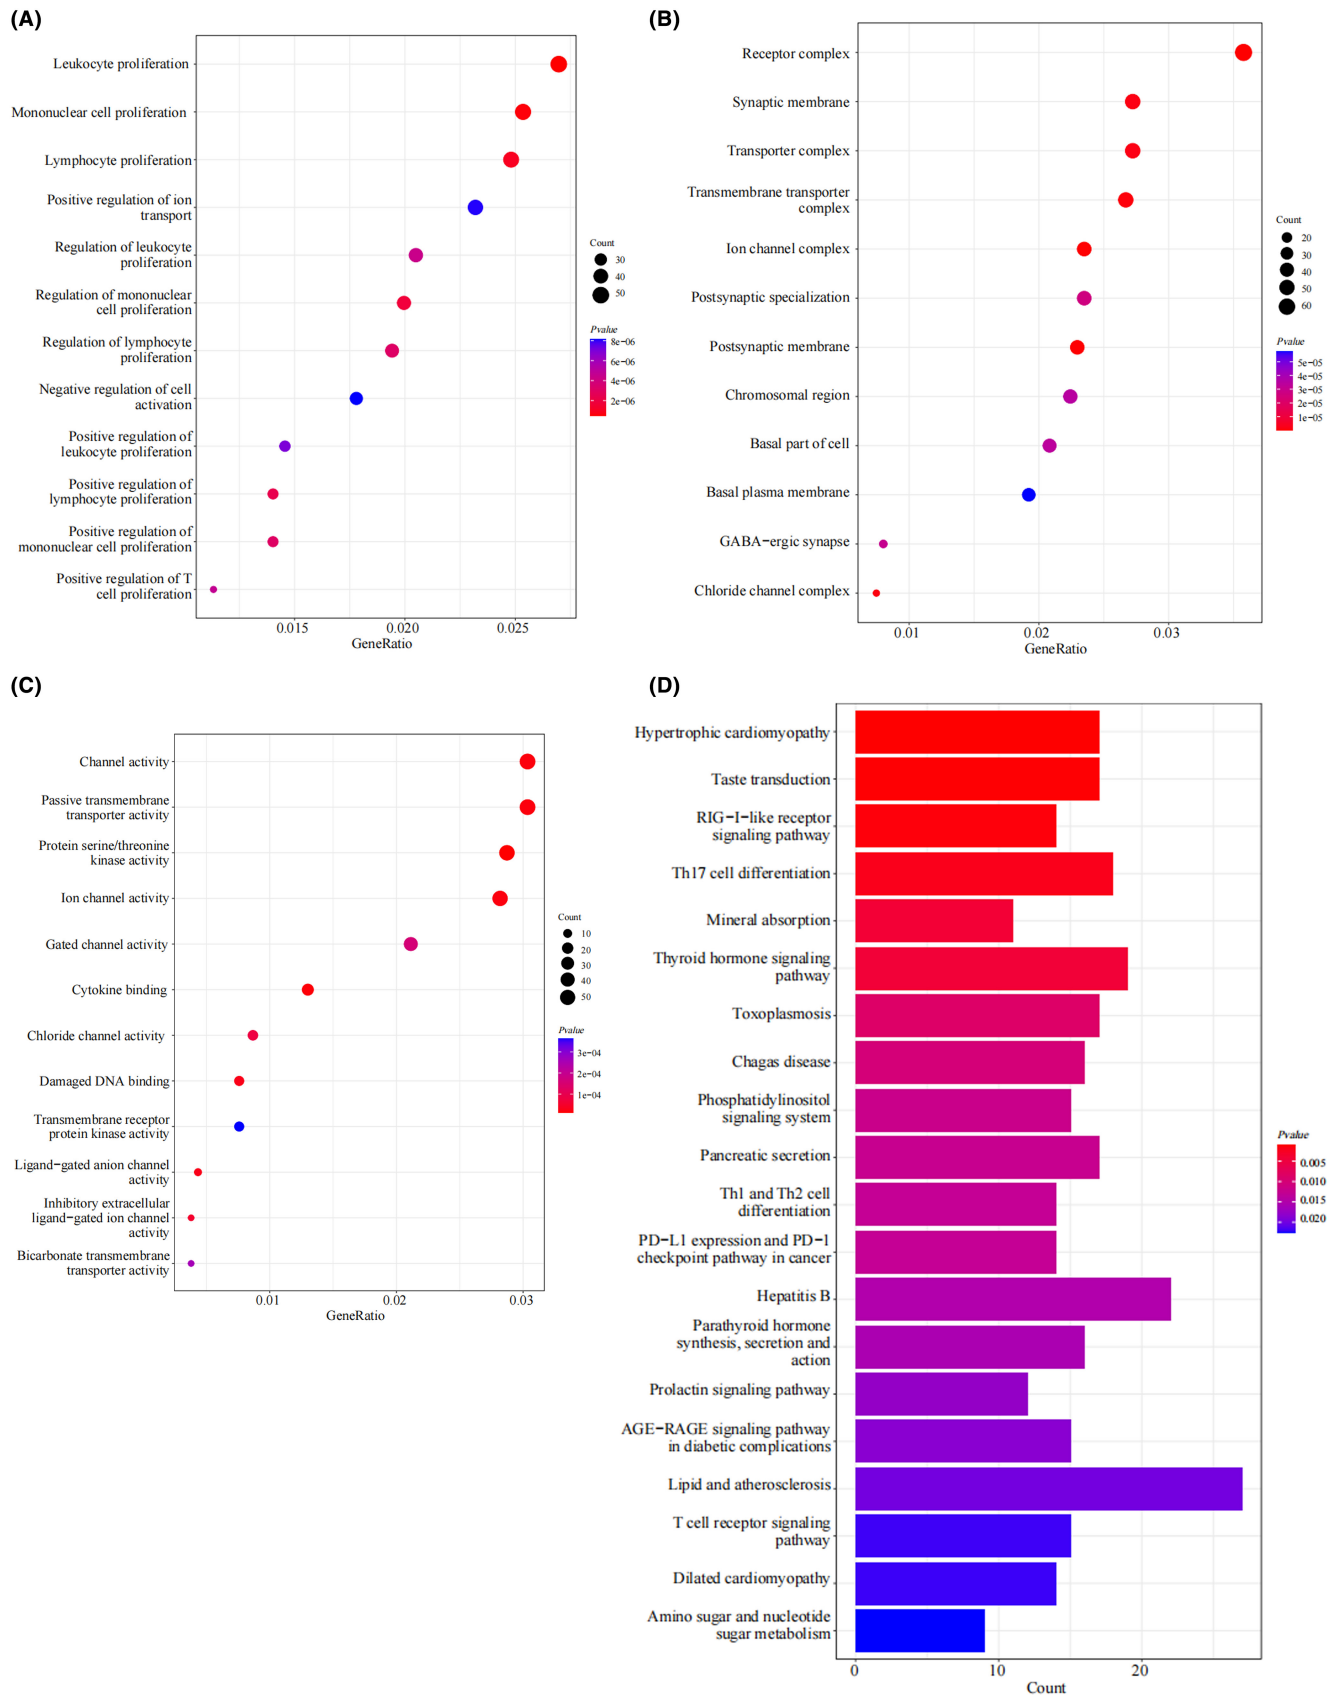 (A)
Leukocyte proliferation
Mononuclear cell proliferation
Lymphocyte proliferation
Positive regulation of ion
transport
Regulation of leukocyte
proliferation
Regulation of mononuclear
cell proliferation
Regulation of lymphocyte
proliferation
Negative regulation of cell
activation
Positive regulation of
leukocyte proliferation
Positive regulation of
lymphocyte proliferation
Positive regulation of
mononuclear cell proliferation
Positive regulation of T
cell proliferation
0.015 0.020 0.025
GeneRatio
Count
30
40
50
Pvalue
8e−06
6e−06
4e−06
2e−06
(B)
Receptor complex
Synaptic membrane
Transporter complex
Transmembrane transporter
complex
Ion channel complex
Postsynaptic specialization
Postsynaptic membrane
Chromosomal region
Basal part of cell
Basal plasma membrane
GABA−ergic synapse
Chloride channel complex
0.01 0.02 0.03
GeneRatio
Count
20
30
40
50
60
Pvalue
5e−05
4e−05
3e−05
2e−05
1e−05
(C)
Channel activity
Passive transmembrane
transporter activity
Protein serine/threonine
kinase activity
Ion channel activity
Gated channel activity
Cytokine binding
Chloride channel activity
Damaged DNA binding
Transmembrane receptor
protein kinase activity
Ligand−gated anion channel
activity
Inhibitory extracellular
ligand−gated ion channel
activity
Bicarbonate transmembrane
transporter activity
0.01 0.02 0.03
GeneRatio
Count
10
20
30
40
50
Pvalue
3e−04
2e−04
1e−04
(D)
Hypertrophic cardiomyopathy
Taste transduction
RIG−I−like receptor
signaling pathway
Th17 cell differentiation
Mineral absorption
Thyroid hormone signaling
pathway
Toxoplasmosis
Chagas disease
Phosphatidylinositol
signaling system
Pancreatic secretion
Th1 and Th2 cell
differentiation
PD−L1 expression and PD−1
checkpoint pathway in cancer
Hepatitis B
Parathyroid hormone
synthesis, secretion and
action
Prolactin signaling pathway
AGE−RAGE signaling pathway
in diabetic complications
Lipid and atherosclerosis
T cell receptor signaling
pathway
Dilated cardiomyopathy
Amino sugar and nucleotide
sugar metabolism
0 10 20
Count
Pvalue
0.005
0.010
0.015
0.020